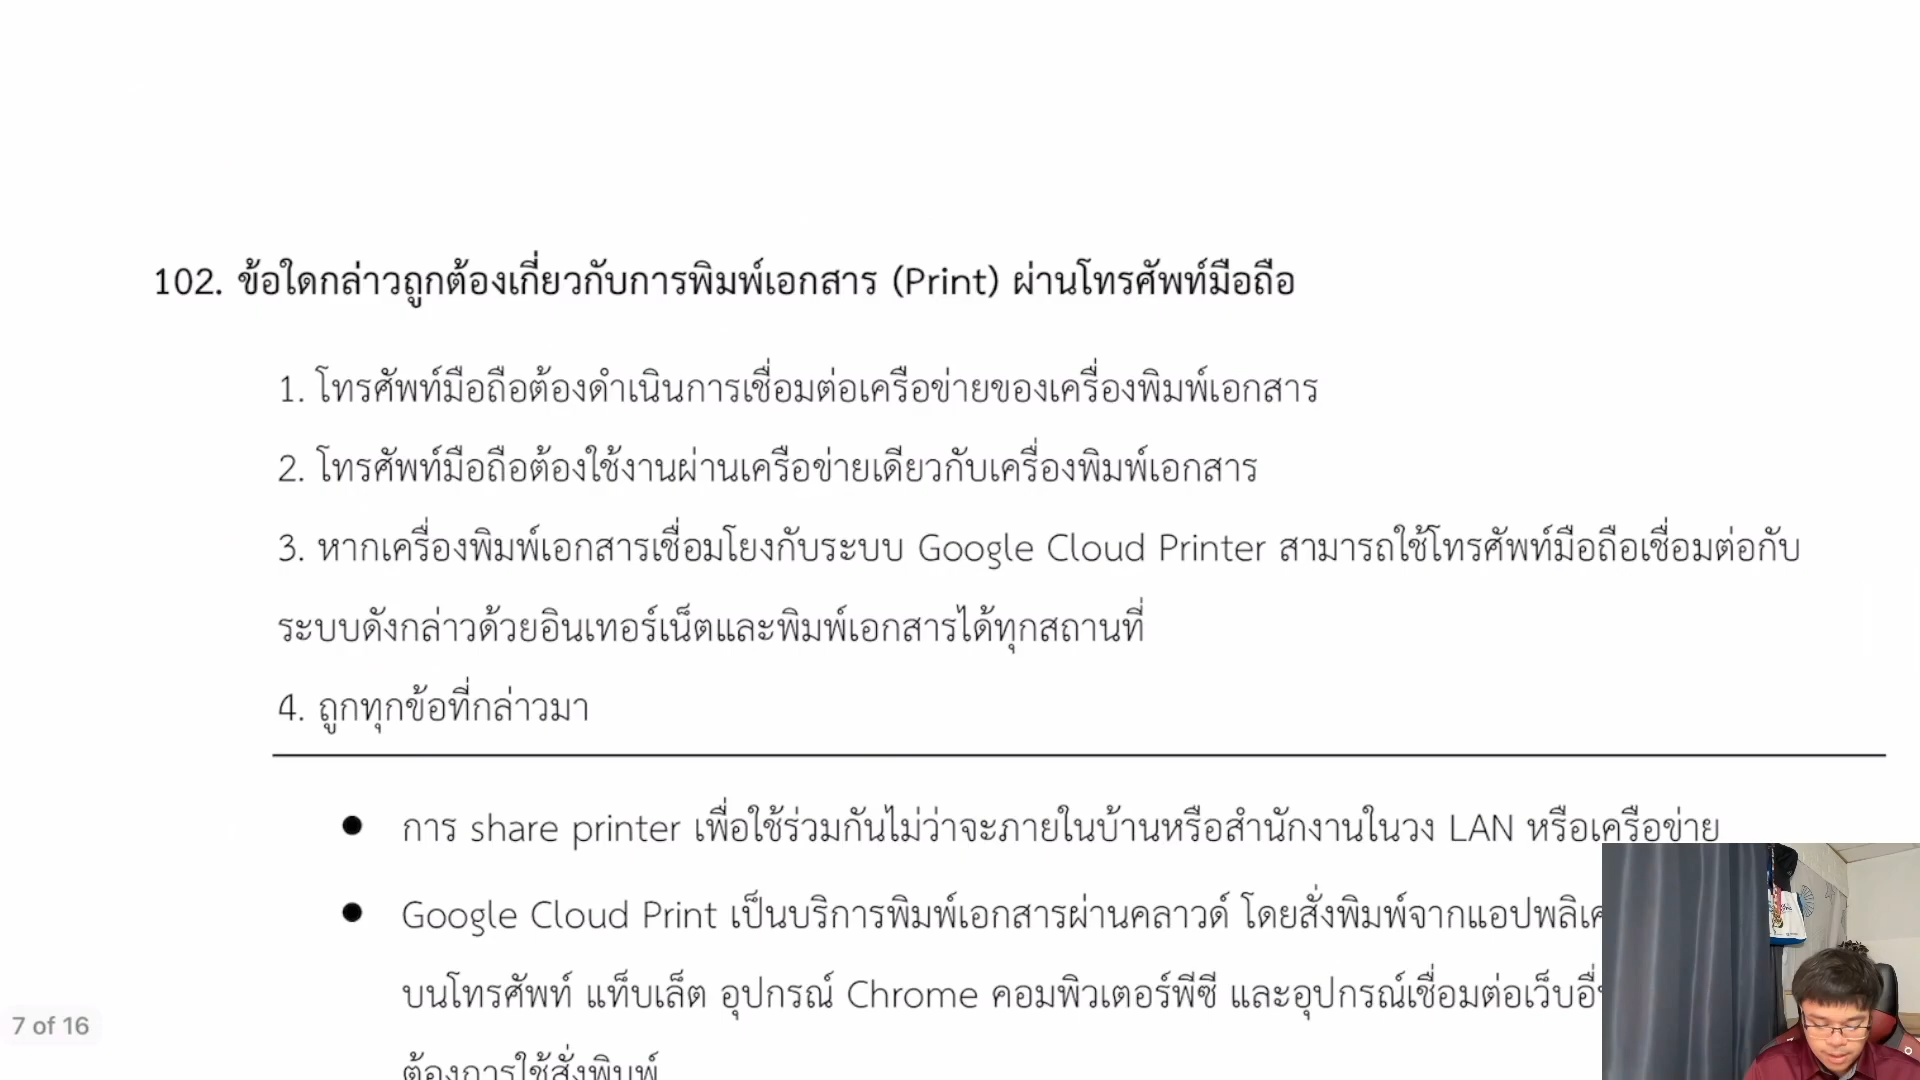 102. ข้อใดกล่าวถูกต้องเกี่ยวกับการพิมพ์เอกสาร (Print) ผ่านโทรศัพท์มือถือ
1. โทรศัพท์มือถือต้องดำเนินการเชื่อมต่อเครือข่ายของเครื่องพิมพ์เอกสาร
2. โทรศัพท์มือถือต้องใช้งานผ่านเครือข่ายเดียวกับเครื่องพิมพ์เอกสาร
3. หากเครื่องพิมพ์เอกสารเชื่อมโยงกับระบบ Google Cloud Printer สามารถใช้โทรศัพท์มือถือเชื่อมต่อกับ
ระบบดังกล่าวด้วยอินเทอร์เน็ตและพิมพ์เอกสารได้ทุกสถานที่
4. ถูกทุกข้อที่กล่าวมา
● การ share printer เพื่อใช้ร่วมกันไม่ว่าจะภายในบ้านหรือสำนักงานในวง LAN หรือเครือข่าย
● Google Cloud Print เป็นบริการพิมพ์เอกสารผ่านคลาวด์ โดยสั่งพิมพ์จาก
บนโทรศัพท์ แท็บเล็ต อุปกรณ์ Chrome คอมพิวเตอร์พีซี และอุปกรณ์เชื่อมต่อเว็บ
ต้องการใช้สั่งพิมพ์
7 of 16